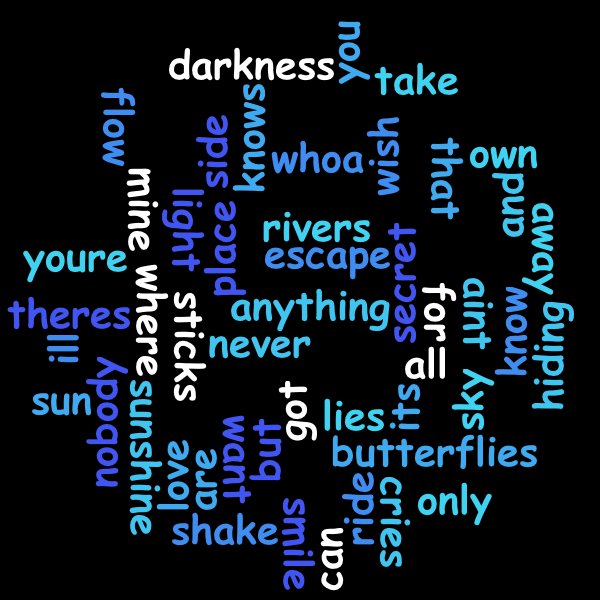 you
darkness
take
flow
knows
side
whoa
wish
that
own
mine
and
light
place
away
rivers
secret
youre
escape
where
sticks
anything
for
aint
know
theres
hiding
ill
never
all
sky
nobody
sun
sunshine
got
lies
its
want
but
butterflies
love
are
ride
cries
only
smile
shake
can